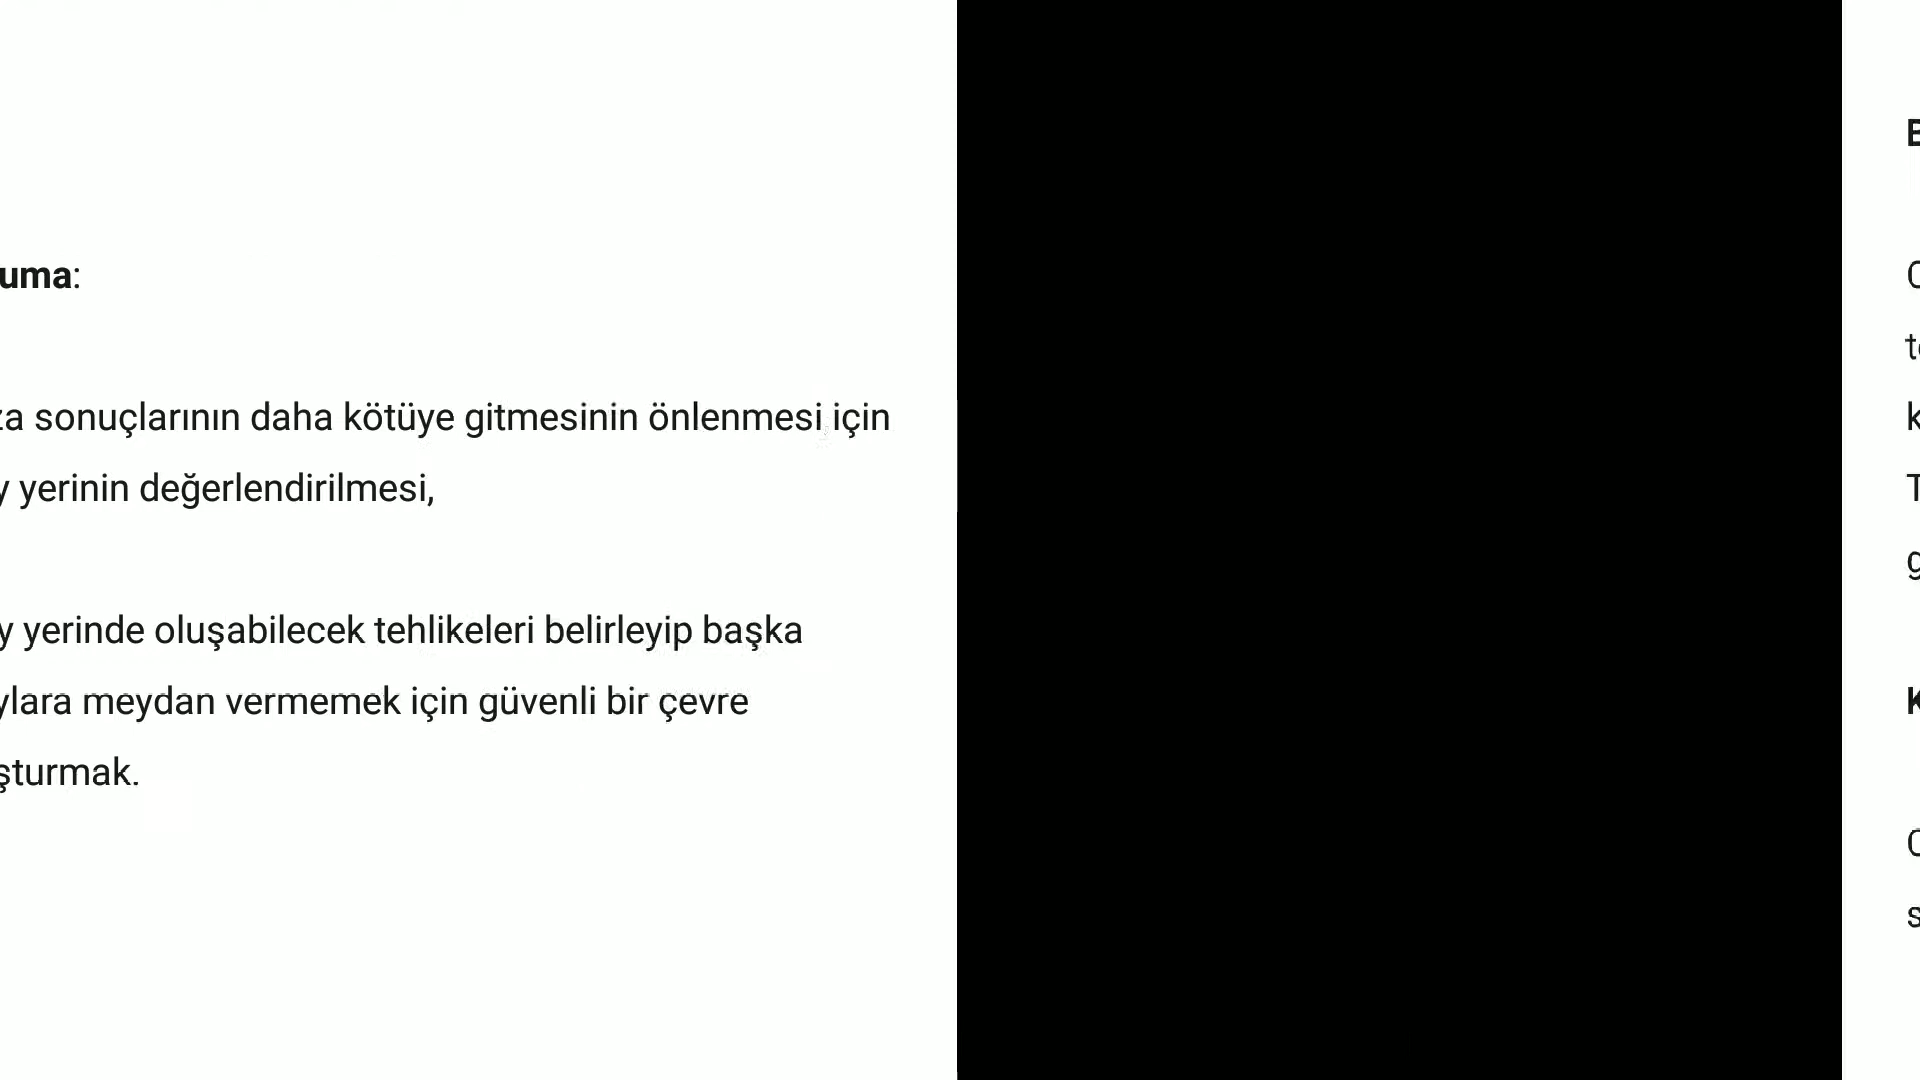 uma:
za sonuçlarının daha kötüye gitmesinin önlenmesi için
y yerinin değerlendirilmesi,
y yerinde oluşabilecek tehlikeleri belirleyip başka
ylara meydan vermemek için güvenli bir çevre
şturmak.